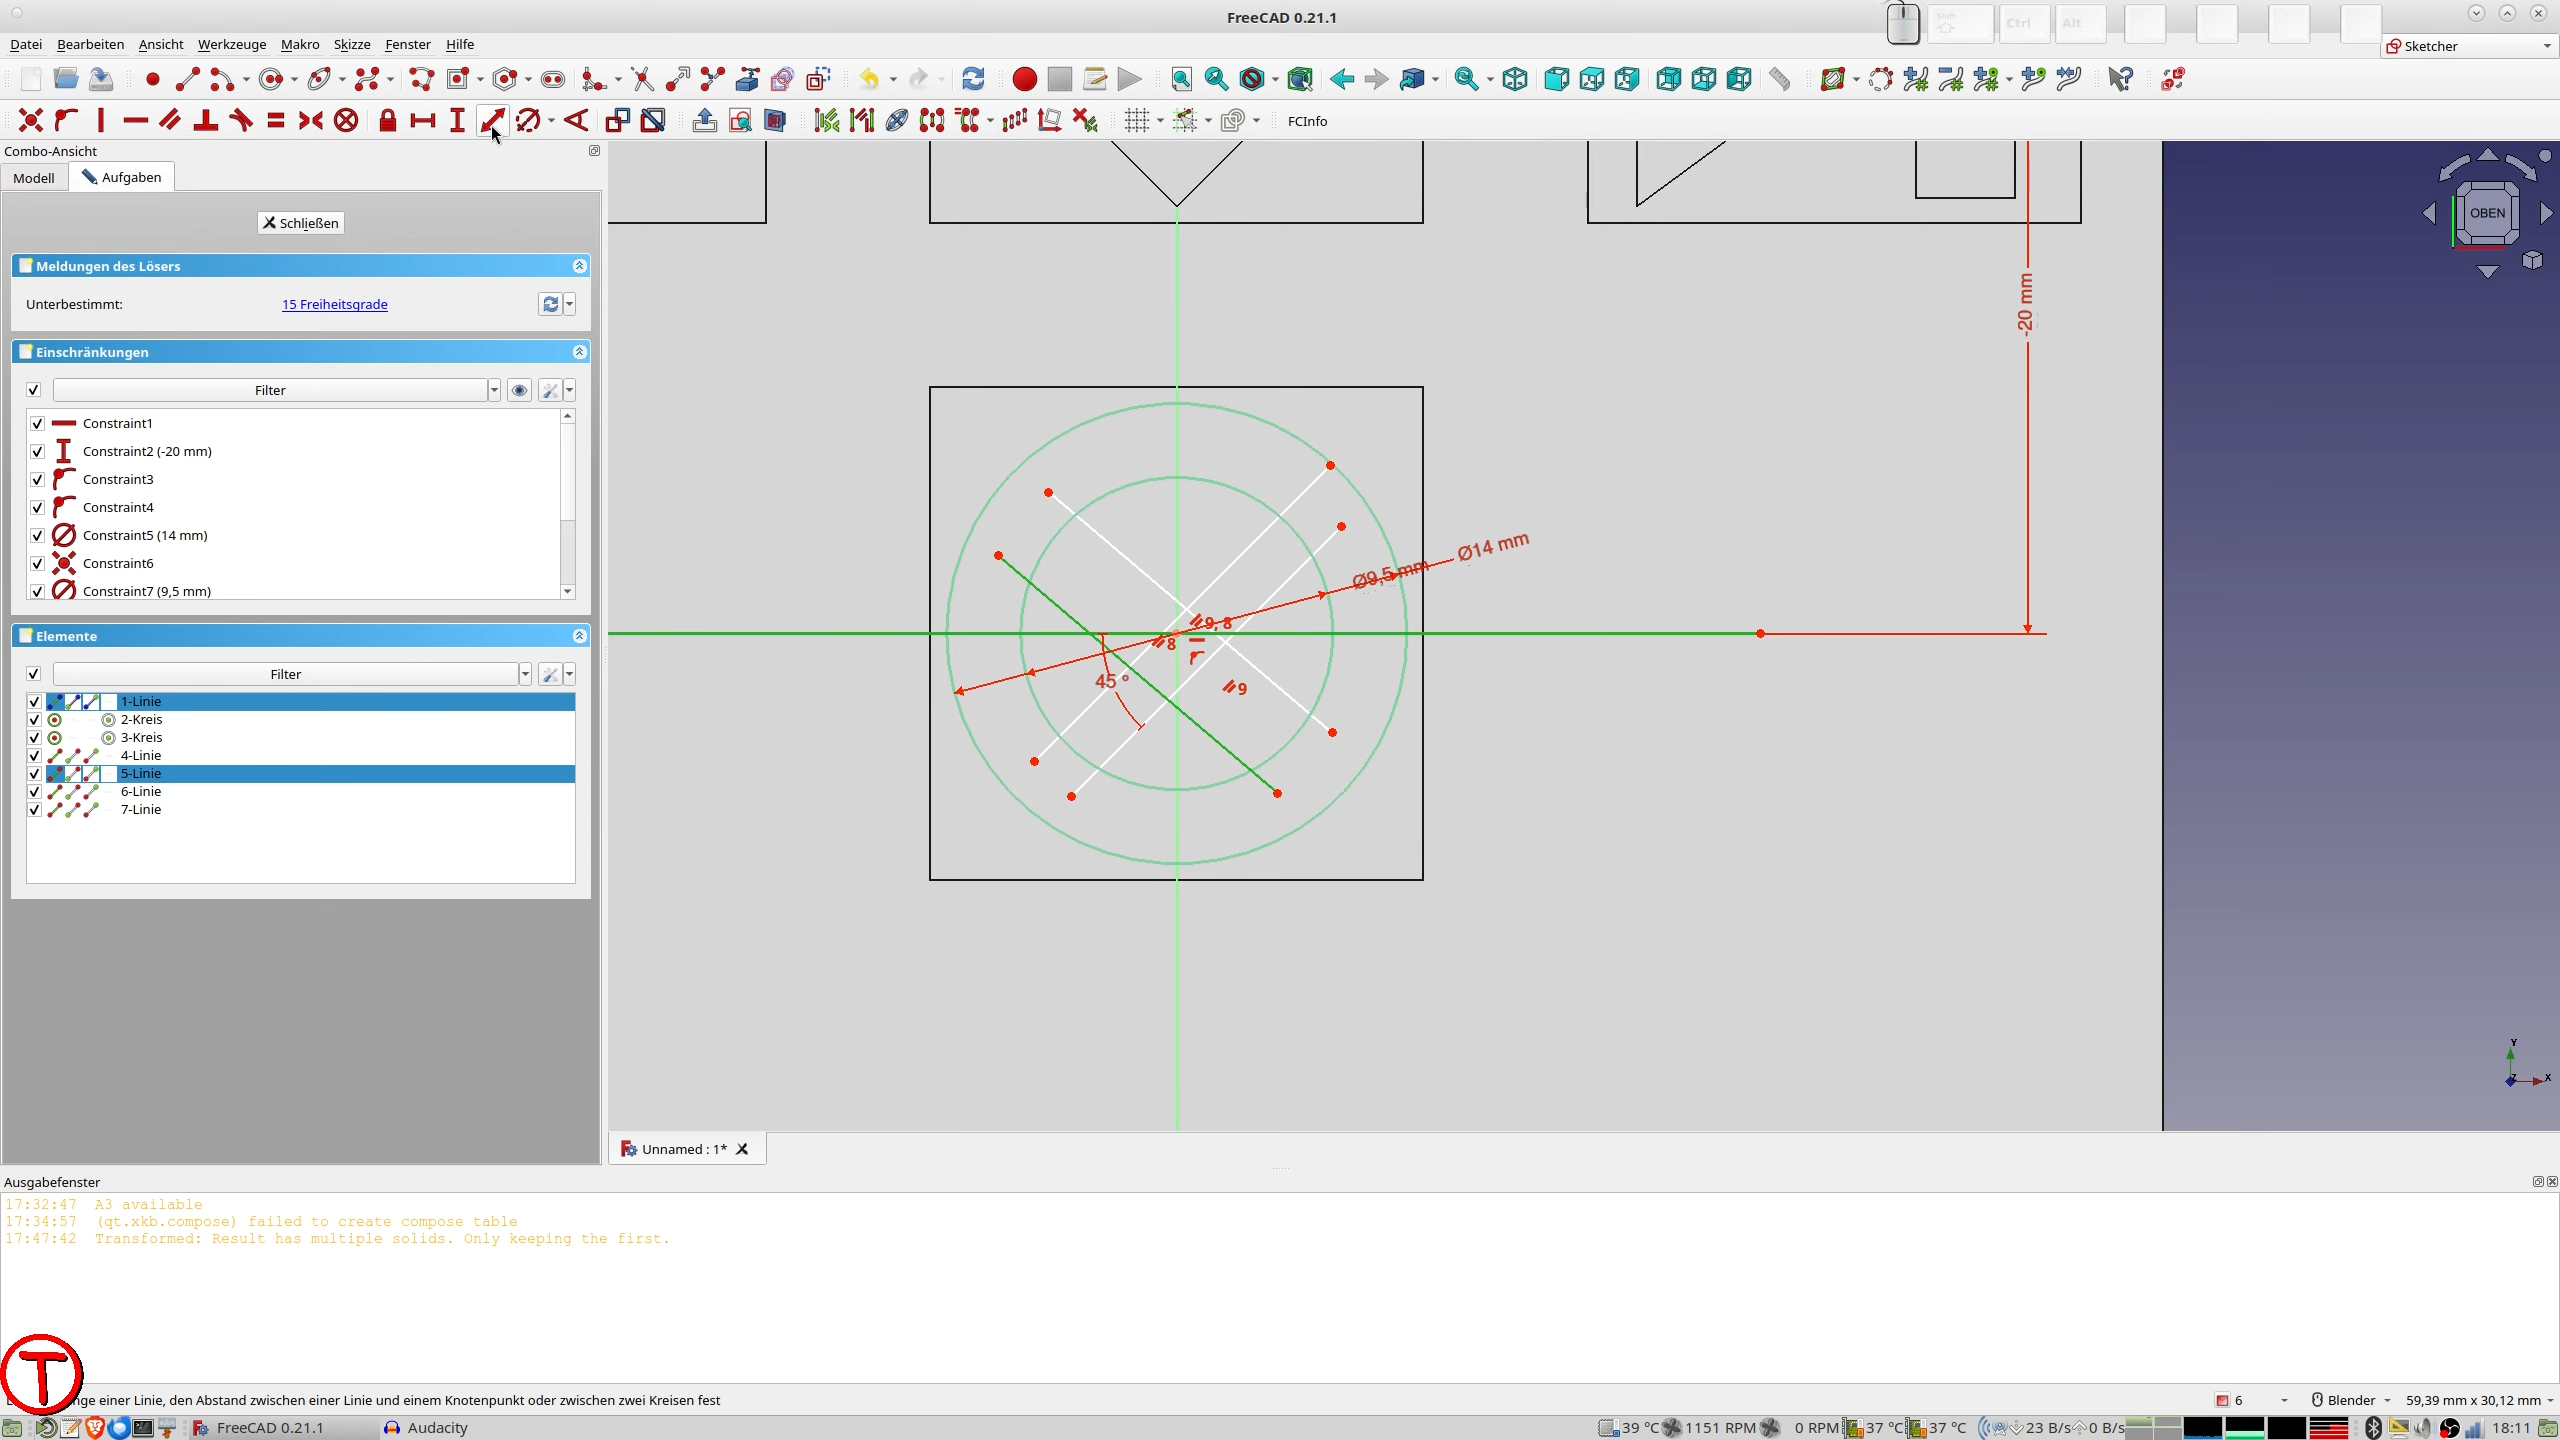 FreeCAD 0.21.1
Shift
Ctrl
Alt
Datei Bearbeiten Ansicht Werkzeuge Makro Skizze Fenster Hilfe
Sketcher
FCInfo
Combo-Ansicht
Modell
Aufgaben
Schließen
Meldungen des Lösers
Unterbestimmt:
15 Freiheitsgrade
Einschränkungen
Filter
Constraint1
Constraint2 (-20 mm)
Constraint3
Constraint4
Constraint5 (14 mm)
Constraint6
Constraint7 (9,5 mm)
Elemente
Filter
1-Linie
2-Kreis
3-Kreis
4-Linie
5-Linie
6-Linie
7-Linie
OBEN
-20 mm
Ø14 mm
Ø9,5 mm
9, 8
8
45 °
9
Y
Z
X
Unnamed : 1*
Ausgabefenster
17:32:47 A3 available
17:34:57 (qt.xkb.compose) failed to create compose table
17:47:42 Transformed: Result has multiple solids. Only keeping the first.
T
einer Linie, den Abstand zwischen einer Linie und einem Knotenpunkt oder zwischen zwei Kreisen fest
6
Blender
59,39 mm x 30,12 mm
FreeCAD 0.21.1
Audacity
39 °C 1151 RPM 0 RPM 37 °C 37 °C 23 B/s 0 B/s 18:11